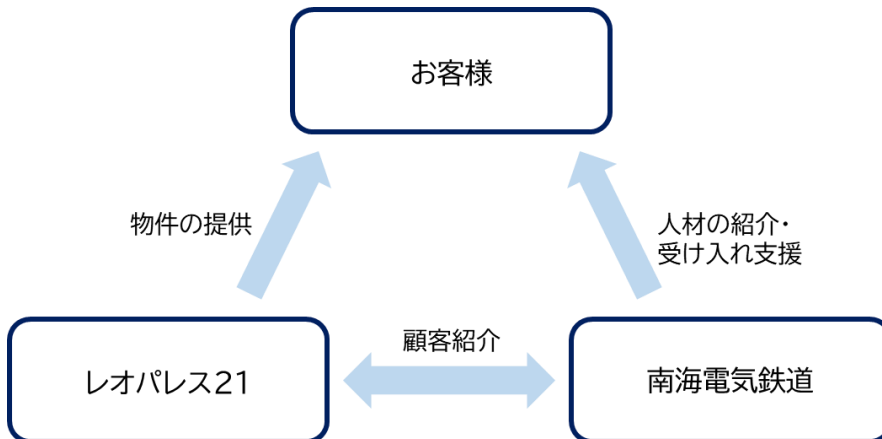 お客様
物件の提供
人材の紹介・
受け入れ支援
顧客紹介
レオパレス21
南海電気鉄道